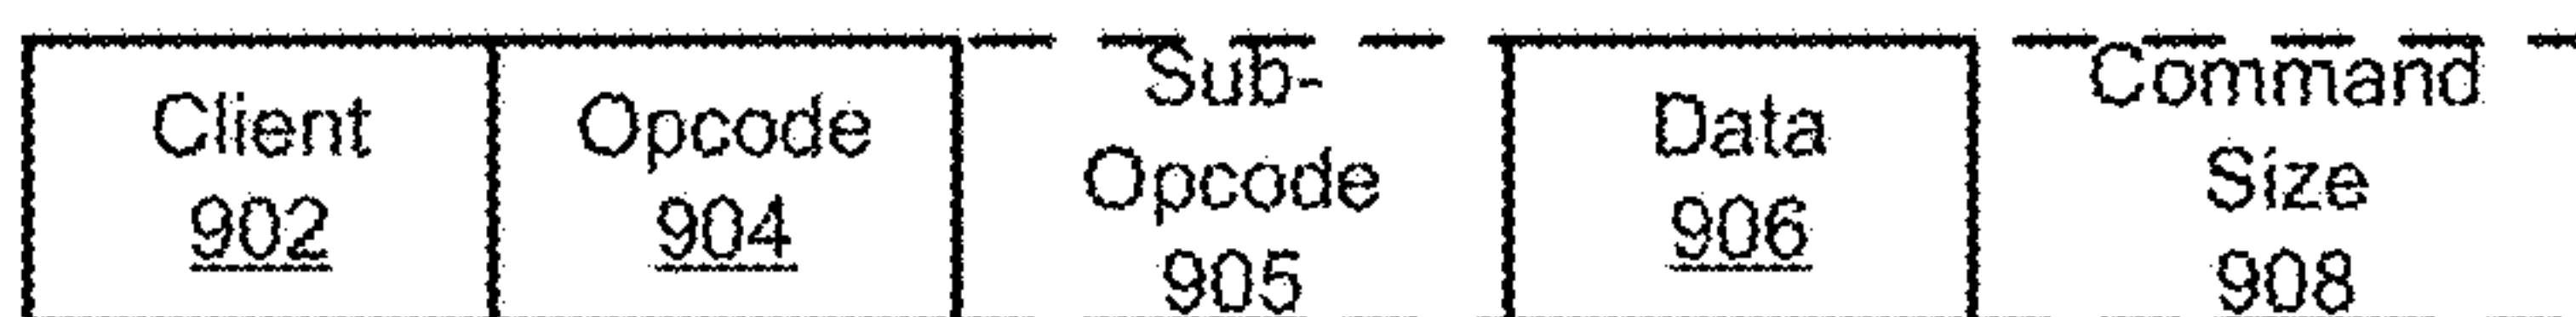 Client
902
Opcode
904
Sub-
Opcode
905
Data
906
Command
Size
908